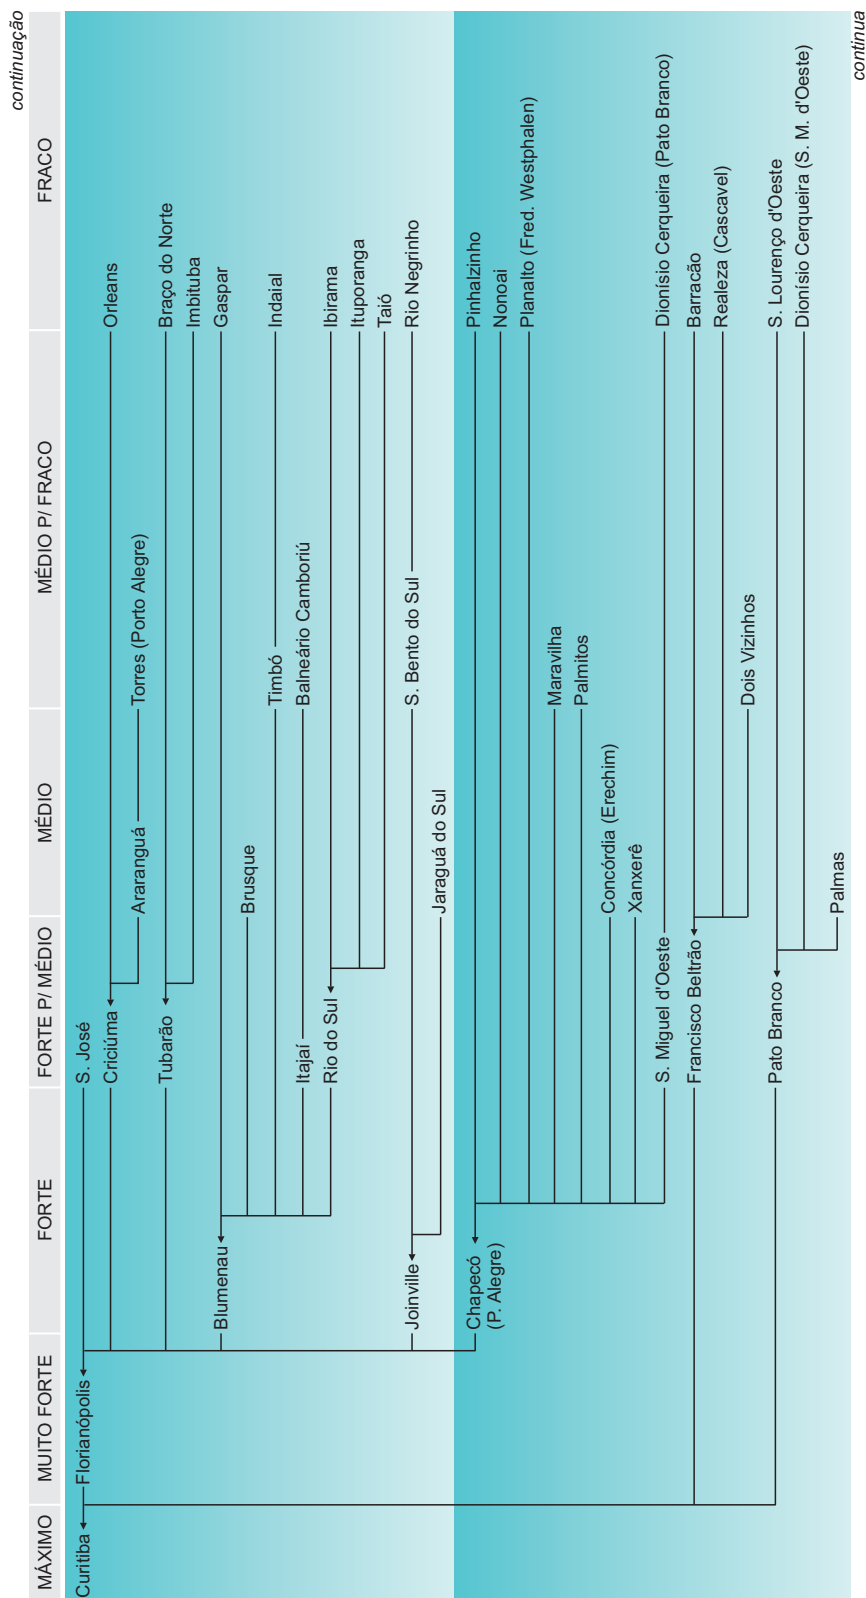 continuação
MÁXIMO
MUITO FORTE
FORTE
FORTE P/ MÉDIO
MÉDIO
MÉDIO P/ FRACO
FRACO
Curitiba
Florianópolis
S. José
Criciúma
Orleans
Araranguá
Torres (Porto Alegre)
Tubarão
Braço do Norte
Imbituba
Blumenau
Gaspar
Brusque
Timbó
Indaial
Itajaí
Balneário Camboriú
Rio do Sul
Ibirama
Ituporanga
Taió
Joinville
S. Bento do Sul
Rio Negrinho
Jaraguá do Sul
Chapecó
(P. Alegre)
Pinhalzinho
Nonoai
Planalto (Fred. Westphalen)
Maravilha
Palmitos
Concórdia (Erechim)
Xanxerê
S. Miguel d'Oeste
Dionísio Cerqueira (Pato Branco)
Francisco Beltrão
Barracão
Realeza (Cascavel)
Dois Vizinhos
Pato Branco
S. Lourenço d'Oeste
Dionísio Cerqueira (S. M. d'Oeste)
Palmas
continua